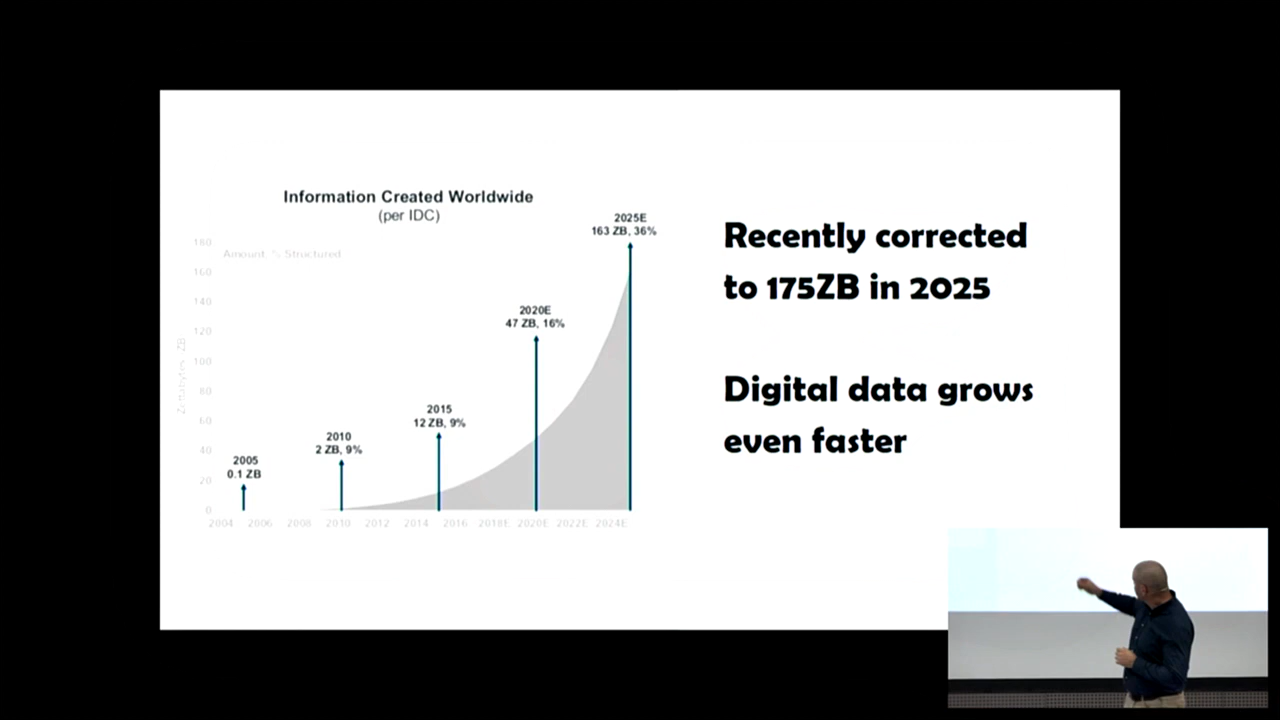 Information Created Worldwide
(per IDC)
2025E
163 ZB, 36%
180
Amount, % Structured
160
140
2020E
47 ZB, 16%
120
100
Zettabytes, ZB
80
2015
12 ZB, 9%
60
2010
2 ZB, 9%
40
2005
0.1 ZB
20
0
2004 2006 2008 2010 2012 2014 2016 2018E 2020E 2022E 2024E
Recently corrected
to 175ZB in 2025
Digital data grows
even faster